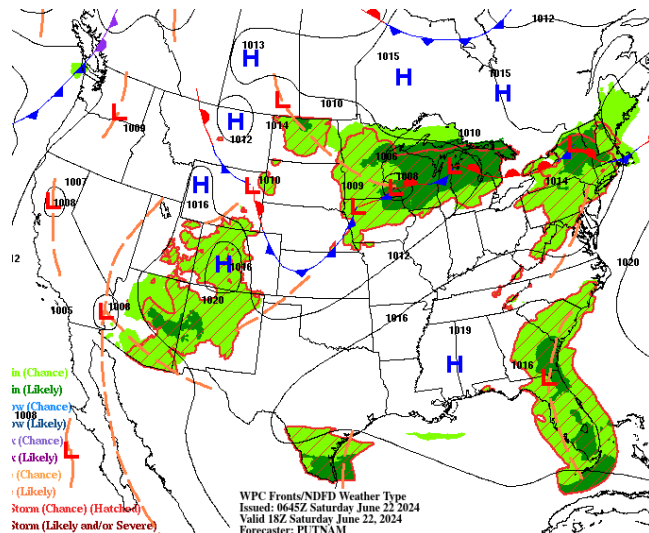 1012
1013
H
1015
H
1015
H
L
1010
1014
H
1012
L
1009
1010
1006
L
1008
L
1009
L
1014
1007
1008
L
H
1016
1010
L
H
1016
1012
1020
1020
12
1005
1008
L
1016
1019
H
1016
L
in (Chance)
in (Likely)
ow (Chance)
ow (Likely)
x (Chance)
x (Likely)
e (Chance)
e (Likely)
Storm (Chance) (Hatched)
Storm (Likely and/or Severe)
1008
L
WPC Fronts/NDFD Weather Type
Issued: 0645Z Saturday June 22 2024
Valid 18Z Saturday June 22, 2024
Forecaster: PUTNAM